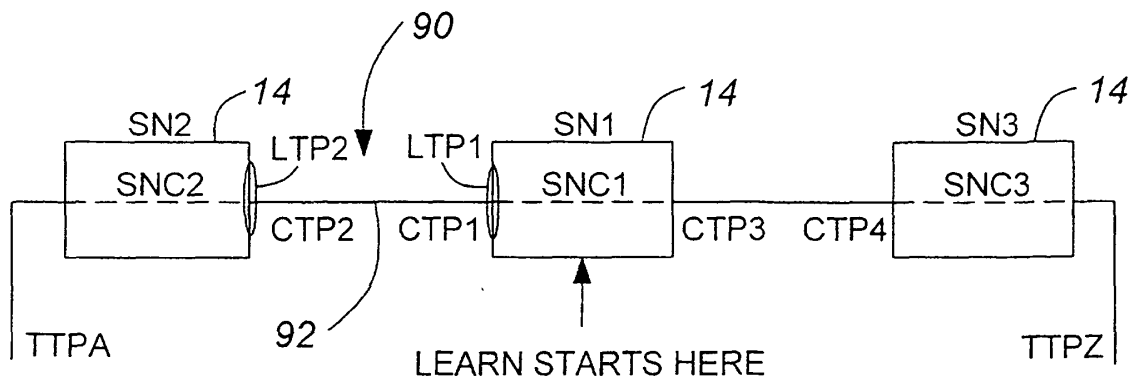 90
14
14
14
SN2
SN1
SN3
LTP2
LTP1
SNC2
SNC1
SNC3
CTP2
CTP1
CTP3
CTP4
92
TTPA
TTPZ
LEARN STARTS HERE